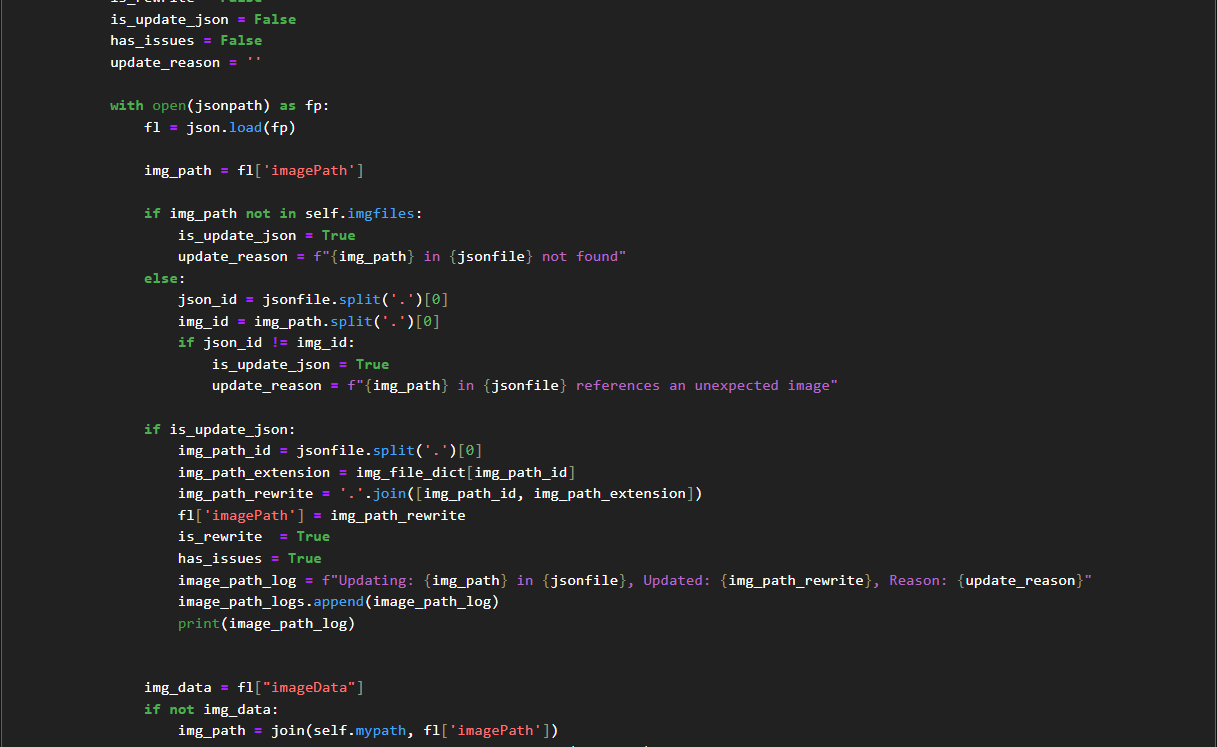 is_rewrite = False
is_update_json = False
has_issues = False
update_reason = ''
with open(jsonpath) as fp:
fl = json.load(fp)
img_path = fl['imagePath']
if img_path not in self.imgfiles:
is_update_json = True
update_reason = f"{img_path} in {jsonfile} not found"
else:
json_id = jsonfile.split('.')[0]
img_id = img_path.split('.')[0]
if json_id != img_id:
is_update_json = True
update_reason = f"{img_path} in {jsonfile} references an unexpected image"
if is_update_json:
img_path_id = jsonfile.split('.')[0]
img_path_extension = img_file_dict[img_path_id]
img_path_rewrite = '.'.join([img_path_id, img_path_extension])
fl['imagePath'] = img_path_rewrite
is_rewrite  = True
has_issues = True
image_path_log = f"Updating: {img_path} in {jsonfile}, Updated: {img_path_rewrite}, Reason: {update_reason}"
image_path_logs.append(image_path_log)
print(image_path_log)
img_data = fl["imageData"]
if not img_data:
img_path = join(self.mypath, fl['imagePath'])